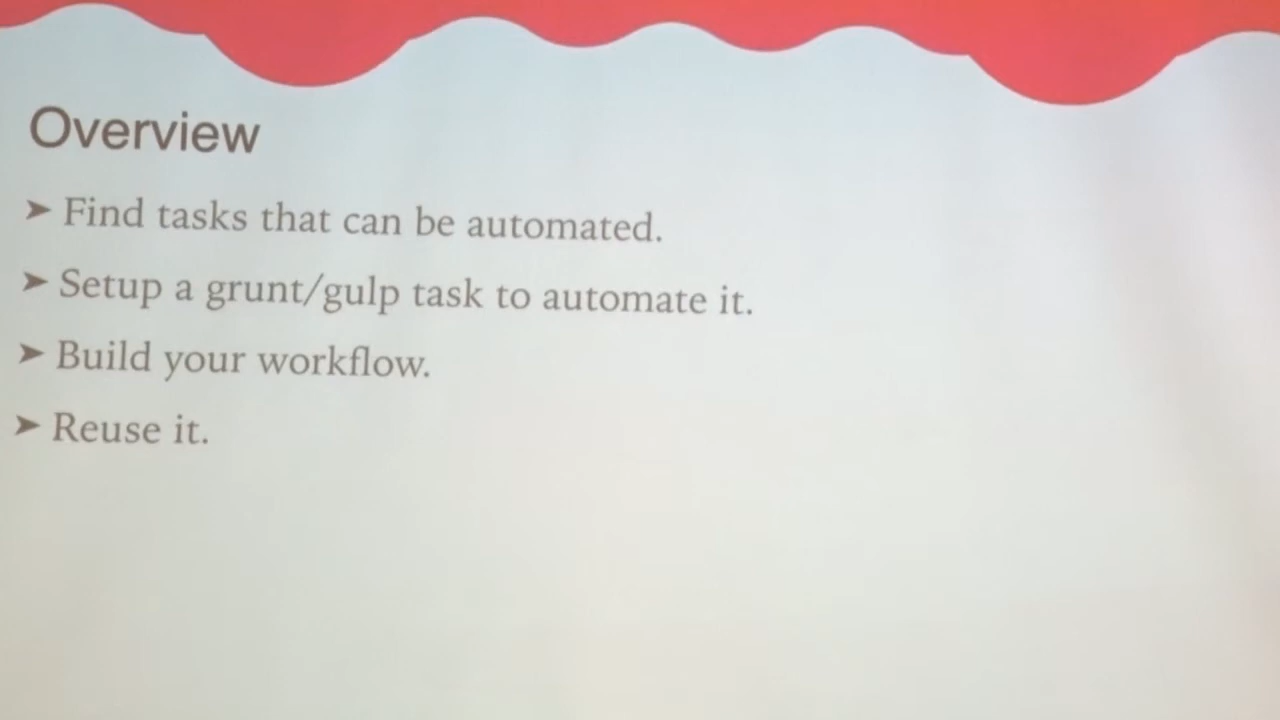 Overview
➤ Find tasks that can be automated.
➤ Setup a grunt/gulp task to automate it.
➤ Build your workflow.
➤ Reuse it.